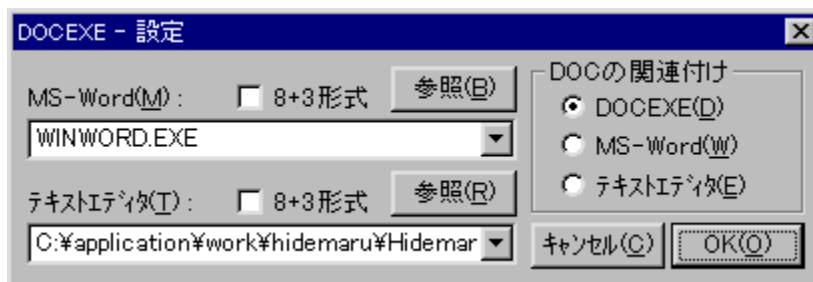 DOCEXE - 設定
MS-Word(M) : 8+3形式 参照(B)
WINWORD.EXE
テキストエディタ(T) : 8+3形式 参照(R)
C:¥application¥work¥hidemaru¥Hidemar
DOCの関連付け
DOCEXE(D)
MS-Word(W)
テキストエディタ(E)
キャンセル(C) OK(O)